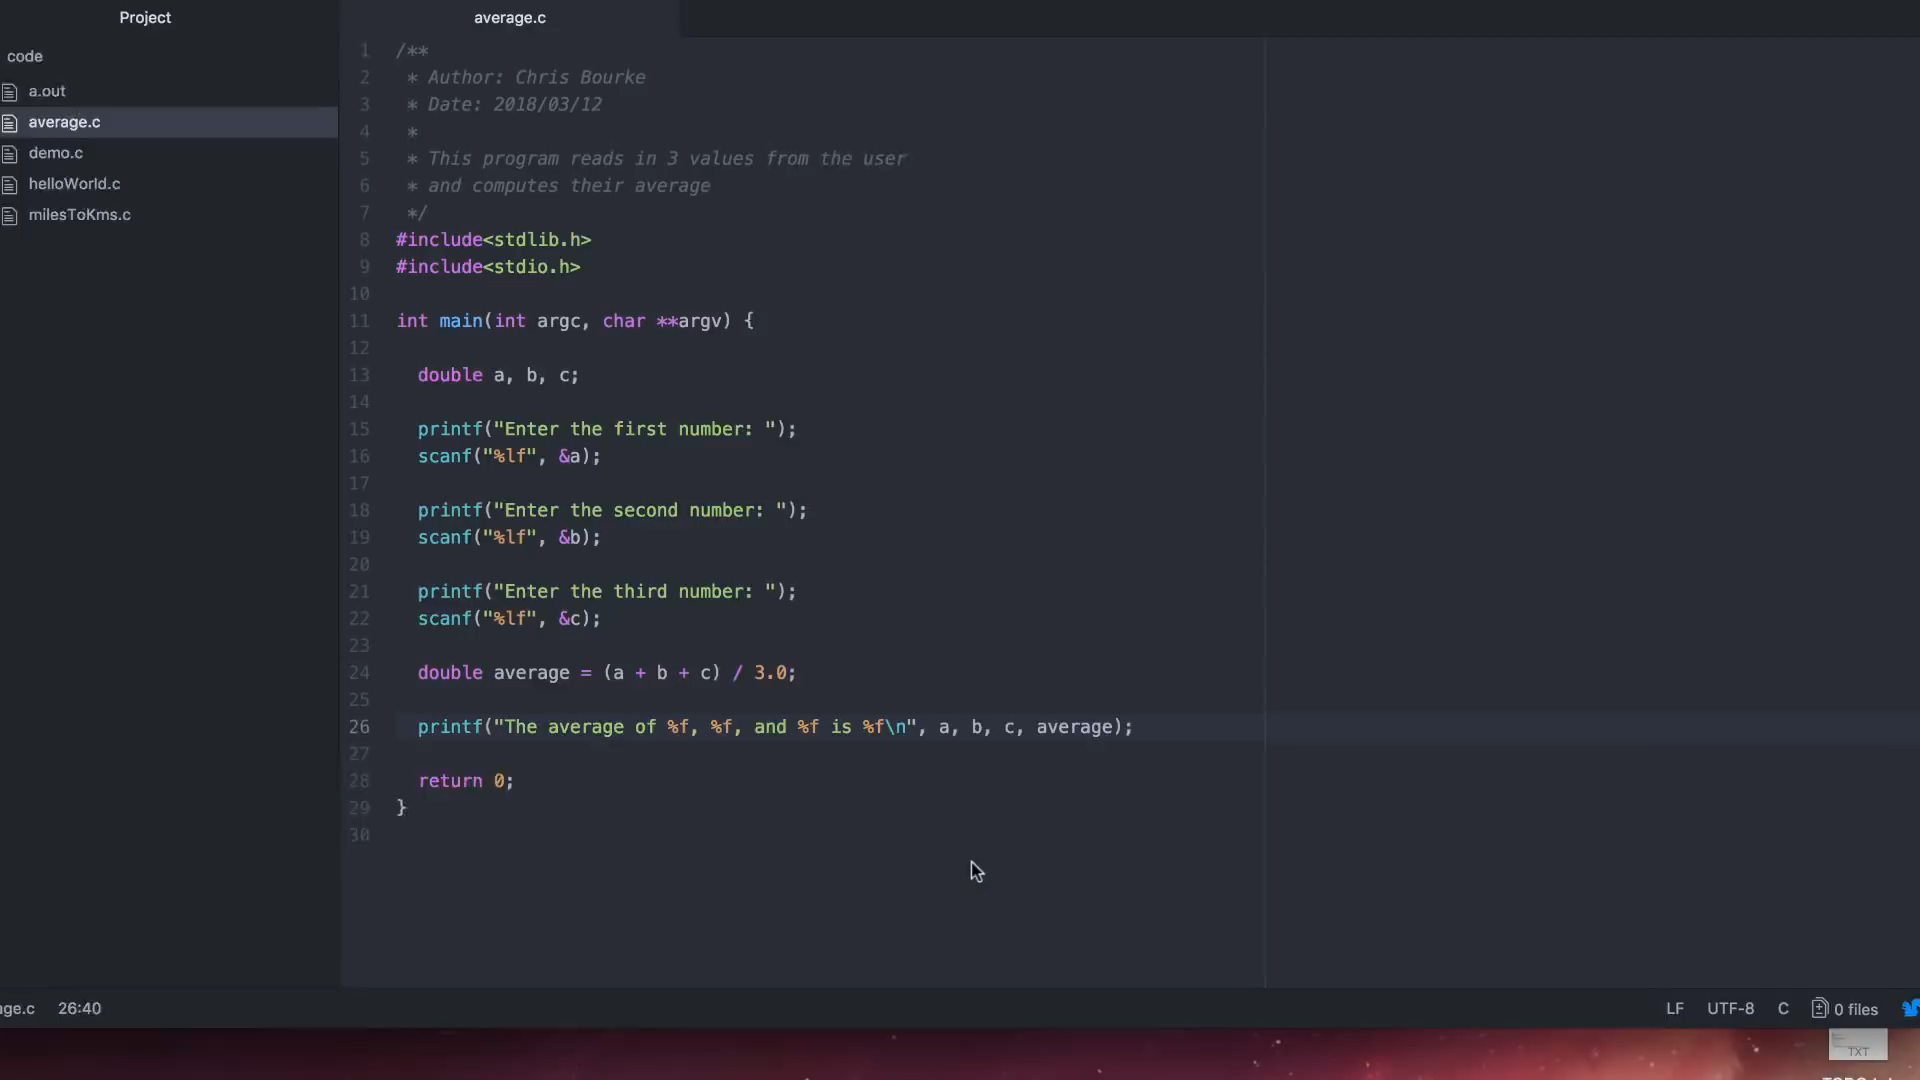 Project
average.c
code
a.out
average.c
demo.c
helloWorld.c
milesToKms.c
1 /**
2 * Author: Chris Bourke
3 * Date: 2018/03/12
4 *
5 * This program reads in 3 values from the user
6 * and computes their average
7 */
8 #include<stdlib.h>
9 #include<stdio.h>
10
11 int main(int argc, char **argv) {
12
13 double a, b, c;
14
15 printf("Enter the first number: ");
16 scanf("%lf", &a);
17
18 printf("Enter the second number: ");
19 scanf("%lf", &b);
20
21 printf("Enter the third number: ");
22 scanf("%lf", &c);
23
24 double average = (a + b + c) / 3.0;
25
26 printf("The average of %f, %f, and %f is %f\n", a, b, c, average);
27
28 return 0;
29 }
30
age.c 26:40 LF UTF-8 C 0 files
TXT